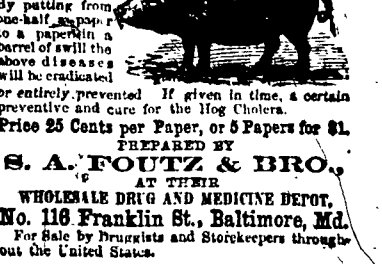 By putting from
one-half paper
to a paper in a
barrel of swill the
above diseases
will be eradicated
or entirely prevented If given in time, a certain
preventive and cure for the Hog Cholera.
Price 25 Cents per Paper, or 5 Papers for $1.
PREPARED BY
S. A. FOUTZ & BRO.,
AT THEIR
WHOLESALE DRUG AND MEDICINE DEPOT,
No. 116 Franklin St., Baltimore, Md.
For Sale by Druggists and Storekeepers through-
out the United States.